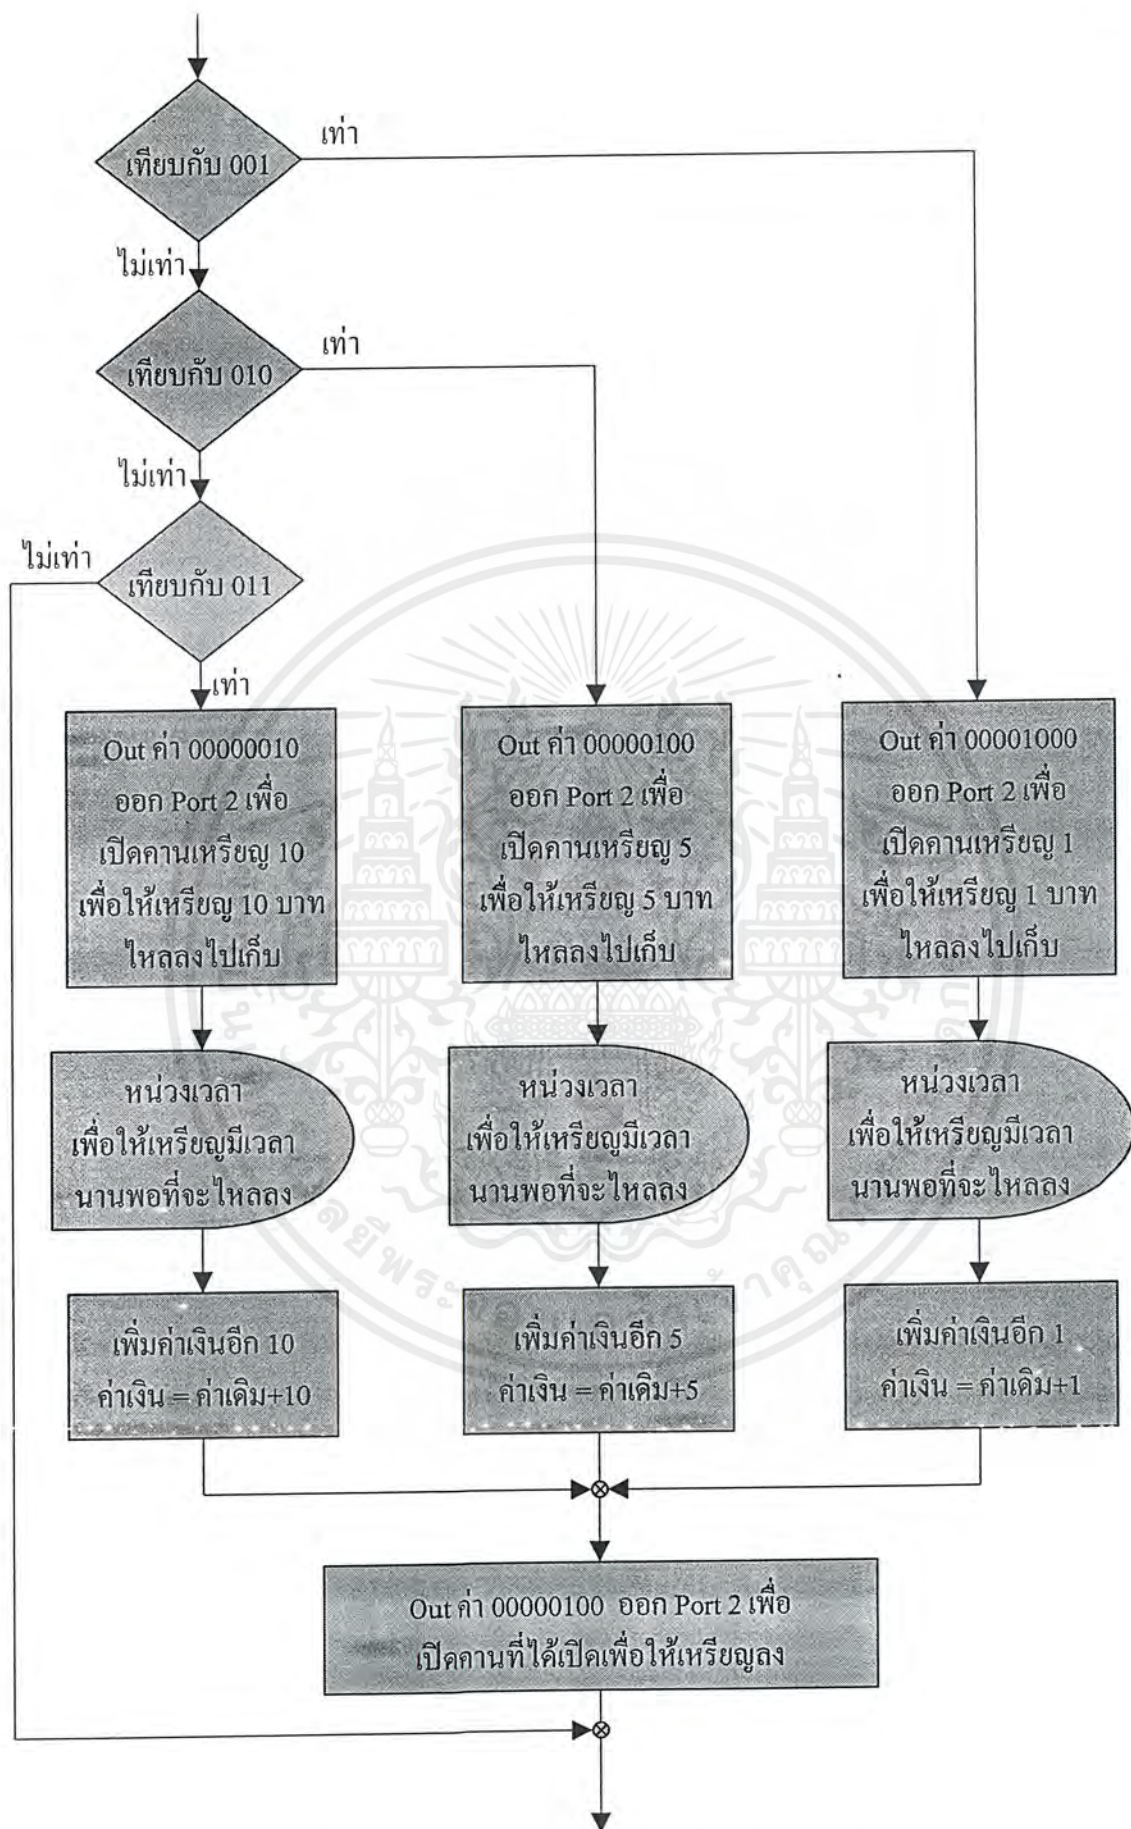 เทียบกับ 001
เท่า
ไม่เท่า
เทียบกับ 010
เท่า
ไม่เท่า
เทียบกับ 011
ไม่เท่า
เท่า
Out ค่า 00000010
ออก Port 2 เพื่อ
เปิดคานเหรียญ 10
เพื่อให้เหรียญ 10 บาท
ไหลลงไปเก็บ
Out ค่า 00000100
ออก Port 2 เพื่อ
เปิดคานเหรียญ 5
เพื่อให้เหรียญ 5 บาท
ไหลลงไปเก็บ
Out ค่า 00001000
ออก Port 2 เพื่อ
เปิดคานเหรียญ 1
เพื่อให้เหรียญ 1 บาท
ไหลลงไปเก็บ
หน่วงเวลา
เพื่อให้เหรียญมีเวลา
นานพอที่จะไหลลง
หน่วงเวลา
เพื่อให้เหรียญมีเวลา
นานพอที่จะไหลลง
หน่วงเวลา
เพื่อให้เหรียญมีเวลา
นานพอที่จะไหลลง
เพิ่มค่าเงินอีก 10
ค่าเงิน = ค่าเดิม+10
เพิ่มค่าเงินอีก 5
ค่าเงิน = ค่าเดิม+5
เพิ่มค่าเงินอีก 1
ค่าเงิน = ค่าเดิม+1
Out ค่า 00000100 ออก Port 2 เพื่อ
เปิดคานที่ได้เปิดเพื่อให้เหรียญลง